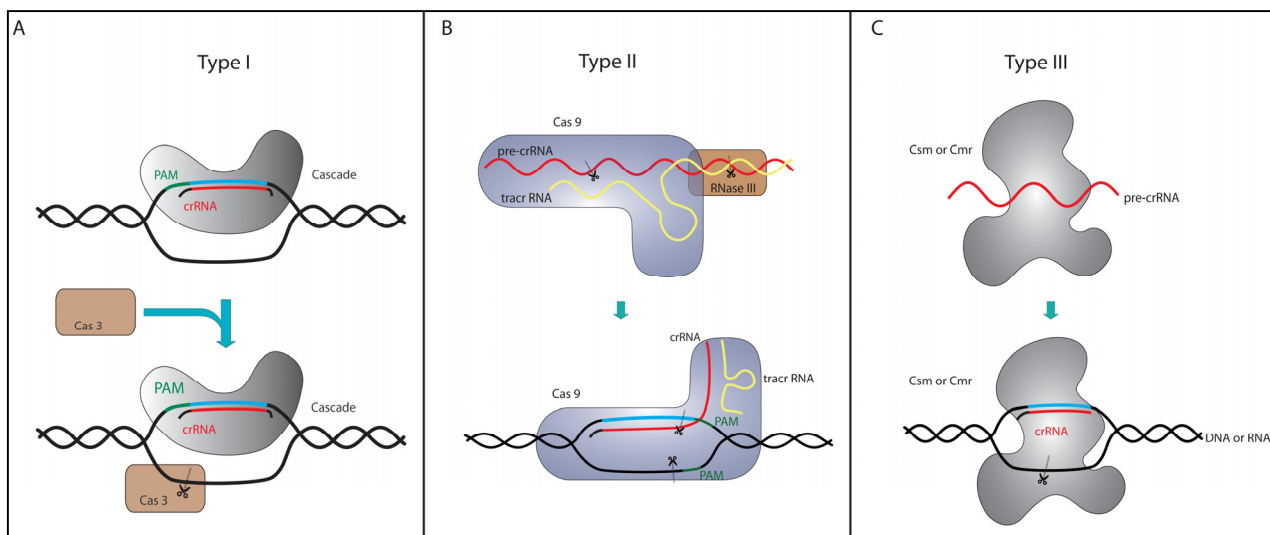 A
Type I
PAM
Cascade
crRNA
Cas 3
PAM
Cascade
crRNA
Cas 3
B
Type II
Cas 9
pre-crRNA
RNase III
tracr RNA
crRNA
tracr RNA
Cas 9
PAM
PAM
C
Type III
Csm or Cmr
pre-crRNA
Csm or Cmr
crRNA
DNA or RNA